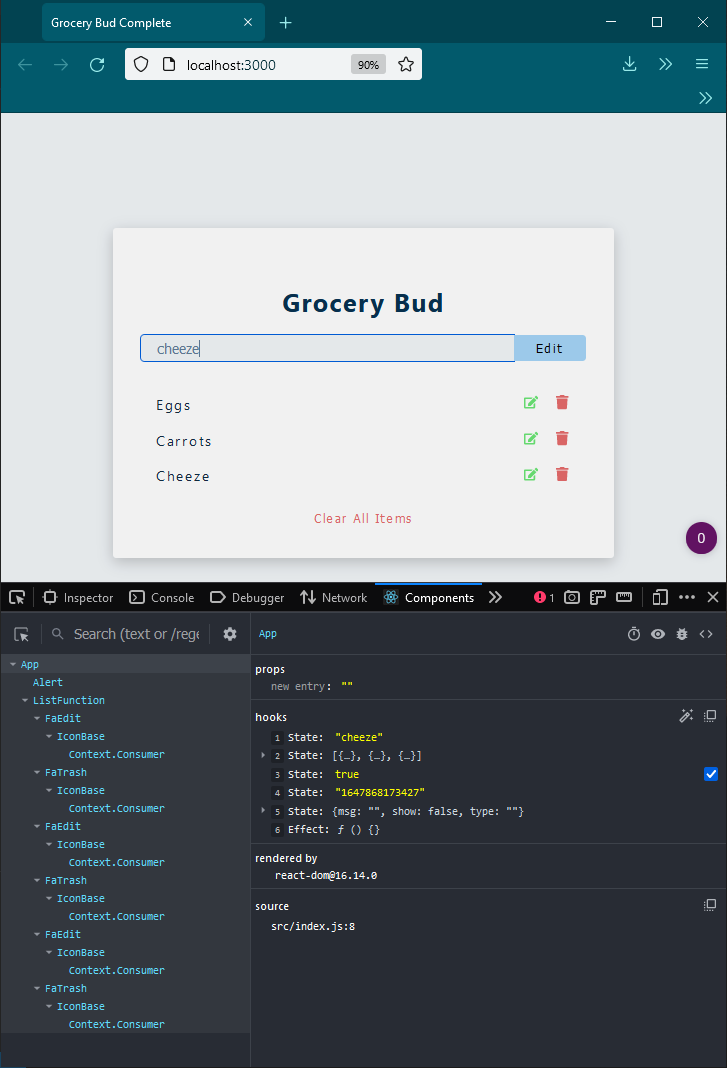 Grocery Bud Complete
localhost:3000 90%
Grocery Bud
cheeze Edit
Eggs
Carrots
Cheeze
Clear All Items
0
Inspector Console Debugger Network Components 1
Search (text or /rege
App
App
Alert
ListFunction
FaEdit
IconBase
Context.Consumer
FaTrash
IconBase
Context.Consumer
FaEdit
IconBase
Context.Consumer
FaTrash
IconBase
Context.Consumer
FaEdit
IconBase
Context.Consumer
FaTrash
IconBase
Context.Consumer
props
new entry: ""
hooks
1 State: "cheeze"
2 State: [{…}, {…}, {…}]
3 State: true
4 State: "1647868173427"
5 State: {msg: "", show: false, type: ""}
6 Effect: ƒ () {}
rendered by
react-dom@16.14.0
source
src/index.js:8